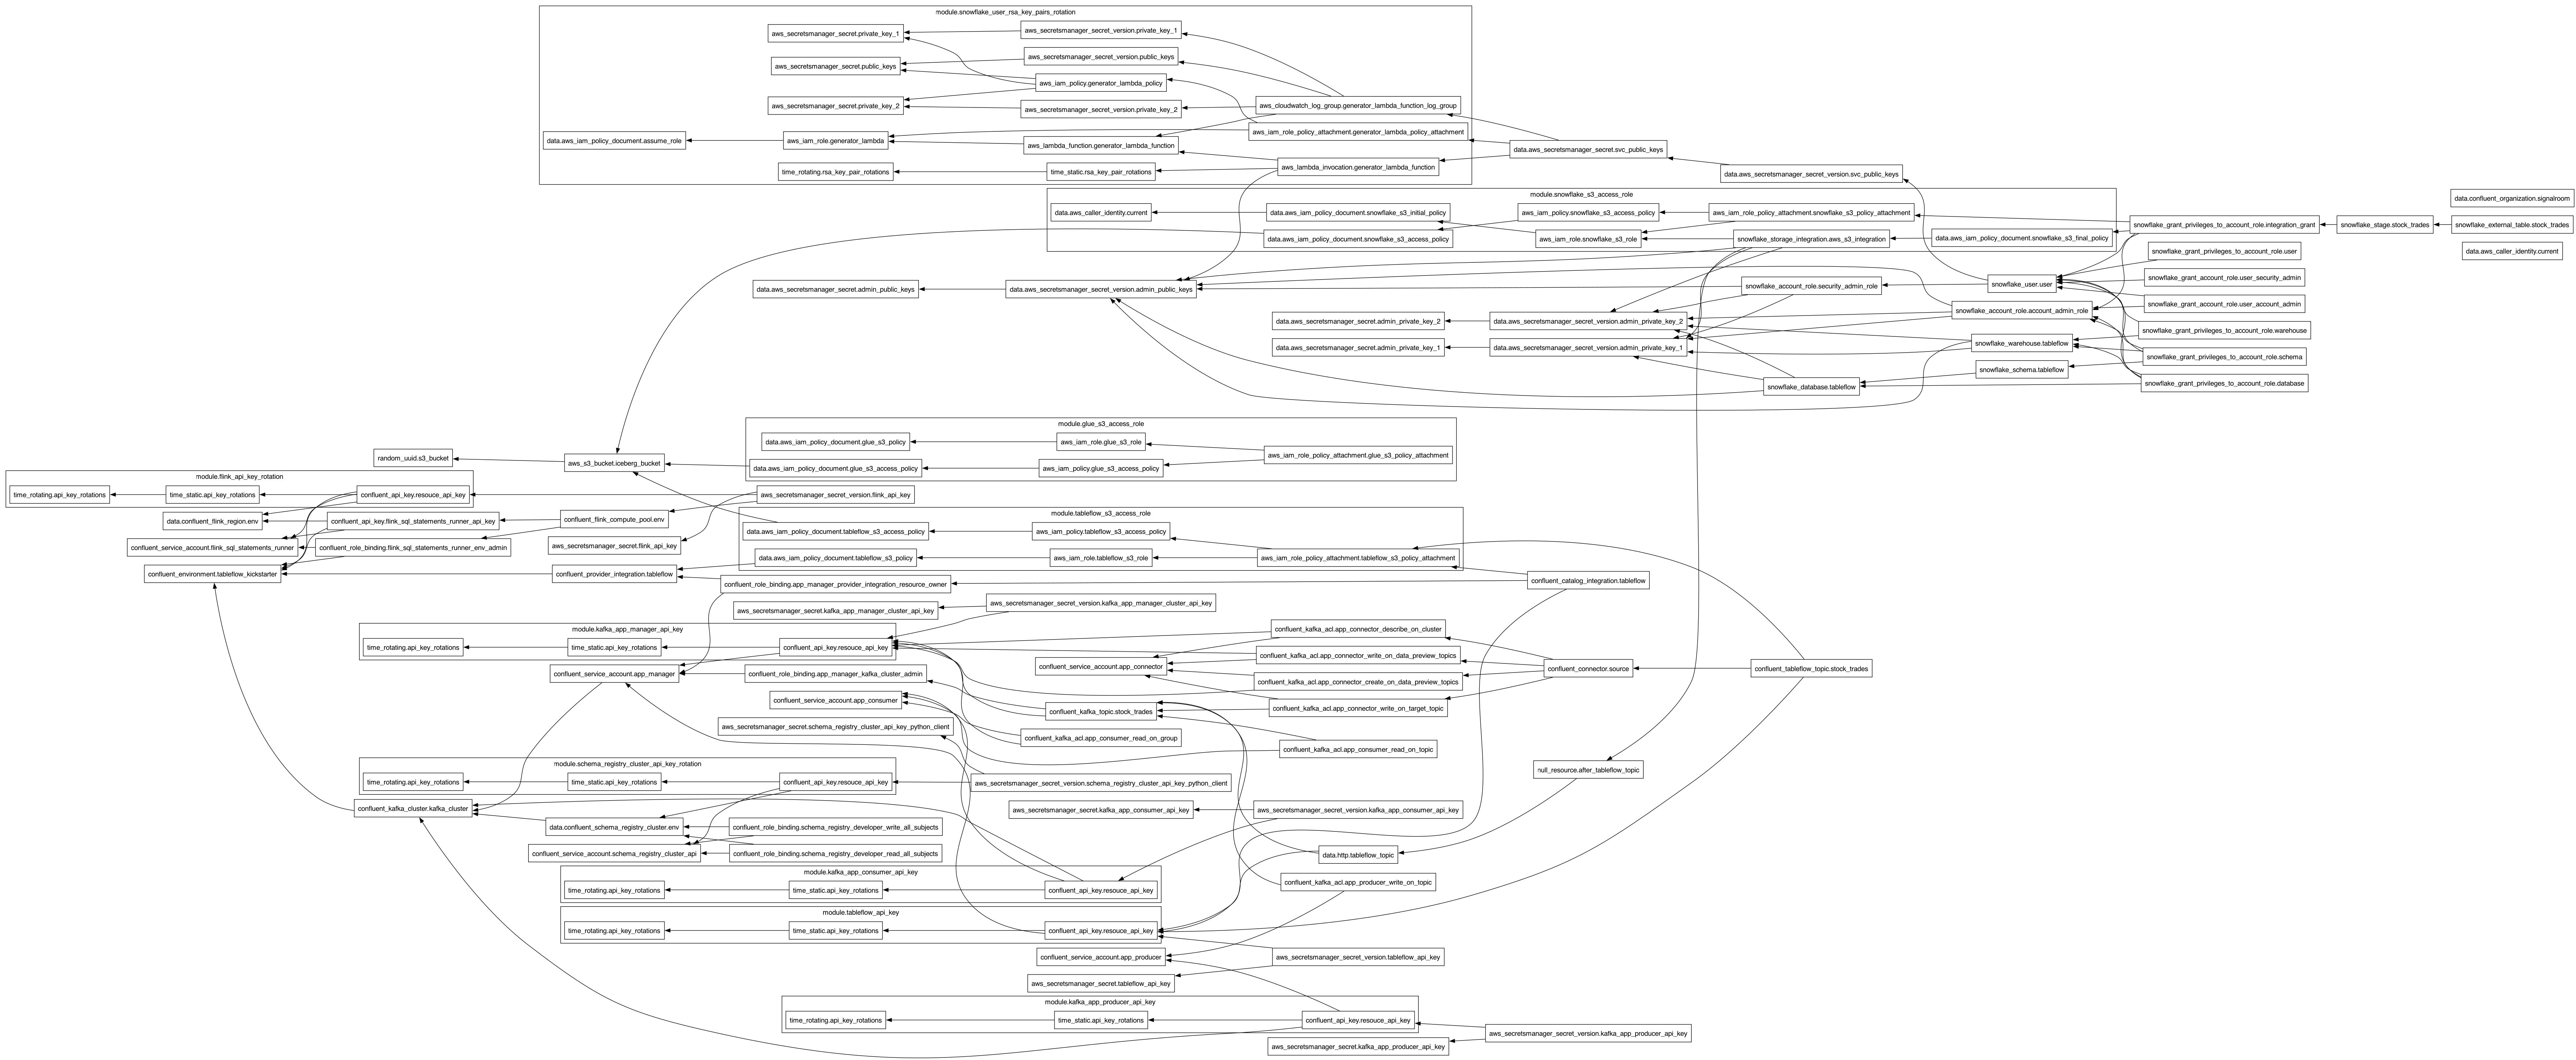 module.snowflake_user_rsa_key_pairs_rotation
aws_secretsmanager_secret.private_key_1
aws_secretsmanager_secret_version.private_key_1
aws_secretsmanager_secret_version.public_keys
aws_secretsmanager_secret.public_keys
aws_iam_policy.generator_lambda_policy
aws_secretsmanager_secret.private_key_2
aws_secretsmanager_secret_version.private_key_2
aws_cloudwatch_log_group.generator_lambda_function_log_group
aws_iam_role_policy_attachment.generator_lambda_policy_attachment
data.aws_iam_policy_document.assume_role
aws_iam_role.generator_lambda
aws_lambda_function.generator_lambda_function
data.aws_secretsmanager_secret.svc_public_keys
time_rotating.rsa_key_pair_rotations
time_static.rsa_key_pair_rotations
aws_lambda_invocation.generator_lambda_function
data.aws_secretsmanager_secret_version.svc_public_keys
module.snowflake_s3_access_role
data.confluent_organization.signalroom
data.aws_caller_identity.current
data.aws_iam_policy_document.snowflake_s3_initial_policy
aws_iam_policy.snowflake_s3_access_policy
aws_iam_role_policy_attachment.snowflake_s3_policy_attachment
snowflake_grant_privileges_to_account_role.integration_grant
snowflake_stage.stock_trades
snowflake_external_table.stock_trades
data.aws_iam_policy_document.snowflake_s3_access_policy
aws_iam_role.snowflake_s3_role
snowflake_storage_integration.aws_s3_integration
data.aws_iam_policy_document.snowflake_s3_final_policy
snowflake_grant_privileges_to_account_role.user
data.aws_caller_identity.current
snowflake_grant_account_role.user_security_admin
data.aws_secretsmanager_secret.admin_public_keys
data.aws_secretsmanager_secret_version.admin_public_keys
snowflake_account_role.security_admin_role
snowflake_user.user
snowflake_grant_account_role.user_account_admin
snowflake_account_role.account_admin_role
data.aws_secretsmanager_secret.admin_private_key_2
data.aws_secretsmanager_secret_version.admin_private_key_2
snowflake_grant_privileges_to_account_role.warehouse
data.aws_secretsmanager_secret.admin_private_key_1
data.aws_secretsmanager_secret_version.admin_private_key_1
snowflake_warehouse.tableflow
snowflake_grant_privileges_to_account_role.schema
snowflake_schema.tableflow
snowflake_database.tableflow
snowflake_grant_privileges_to_account_role.database
module.glue_s3_access_role
data.aws_iam_policy_document.glue_s3_policy
aws_iam_role.glue_s3_role
aws_iam_role_policy_attachment.glue_s3_policy_attachment
random_uuid.s3_bucket
aws_s3_bucket.iceberg_bucket
data.aws_iam_policy_document.glue_s3_access_policy
aws_iam_policy.glue_s3_access_policy
module.flink_api_key_rotation
time_rotating.api_key_rotations
time_static.api_key_rotations
confluent_api_key.resouce_api_key
aws_secretsmanager_secret_version.flink_api_key
data.confluent_flink_region.env
confluent_api_key.flink_sql_statements_runner_api_key
confluent_flink_compute_pool.env
module.tableflow_s3_access_role
data.aws_iam_policy_document.tableflow_s3_access_policy
aws_iam_policy.tableflow_s3_access_policy
confluent_service_account.flink_sql_statements_runner
confluent_role_binding.flink_sql_statements_runner_env_admin
aws_secretsmanager_secret.flink_api_key
data.aws_iam_policy_document.tableflow_s3_policy
aws_iam_role.tableflow_s3_role
aws_iam_role_policy_attachment.tableflow_s3_policy_attachment
confluent_environment.tableflow_kickstarter
confluent_provider_integration.tableflow
confluent_role_binding.app_manager_provider_integration_resource_owner
confluent_catalog_integration.tableflow
aws_secretsmanager_secret.kafka_app_manager_cluster_api_key
aws_secretsmanager_secret_version.kafka_app_manager_cluster_api_key
module.kafka_app_manager_api_key
time_rotating.api_key_rotations
time_static.api_key_rotations
confluent_api_key.resouce_api_key
confluent_kafka_acl.app_connector_describe_on_cluster
confluent_kafka_acl.app_connector_write_on_data_preview_topics
confluent_service_account.app_connector
confluent_connector.source
confluent_tableflow_topic.stock_trades
confluent_service_account.app_manager
confluent_role_binding.app_manager_kafka_cluster_admin
confluent_kafka_acl.app_connector_create_on_data_preview_topics
confluent_service_account.app_consumer
confluent_kafka_topic.stock_trades
confluent_kafka_acl.app_connector_write_on_target_topic
aws_secretsmanager_secret.schema_registry_cluster_api_key_python_client
confluent_kafka_acl.app_consumer_read_on_group
confluent_kafka_acl.app_consumer_read_on_topic
module.schema_registry_cluster_api_key_rotation
time_rotating.api_key_rotations
time_static.api_key_rotations
confluent_api_key.resouce_api_key
aws_secretsmanager_secret_version.schema_registry_cluster_api_key_python_client
null_resource.after_tableflow_topic
confluent_kafka_cluster.kafka_cluster
aws_secretsmanager_secret.kafka_app_consumer_api_key
aws_secretsmanager_secret_version.kafka_app_consumer_api_key
data.confluent_schema_registry_cluster.env
confluent_role_binding.schema_registry_developer_write_all_subjects
confluent_service_account.schema_registry_cluster_api
confluent_role_binding.schema_registry_developer_read_all_subjects
data.http.tableflow_topic
module.kafka_app_consumer_api_key
time_rotating.api_key_rotations
time_static.api_key_rotations
confluent_api_key.resouce_api_key
confluent_kafka_acl.app_producer_write_on_topic
module.tableflow_api_key
time_rotating.api_key_rotations
time_static.api_key_rotations
confluent_api_key.resouce_api_key
confluent_service_account.app_producer
aws_secretsmanager_secret_version.tableflow_api_key
aws_secretsmanager_secret.tableflow_api_key
module.kafka_app_producer_api_key
time_rotating.api_key_rotations
time_static.api_key_rotations
confluent_api_key.resouce_api_key
aws_secretsmanager_secret_version.kafka_app_producer_api_key
aws_secretsmanager_secret.kafka_app_producer_api_key